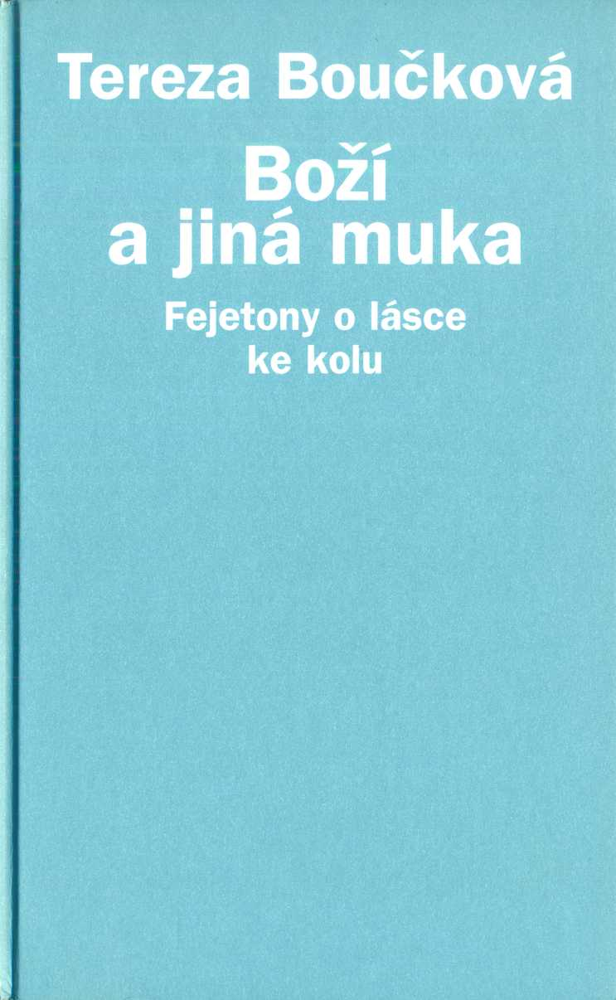 Tereza Boučková
Boží
a jiná muka
Fejetony o lásce
ke kolu